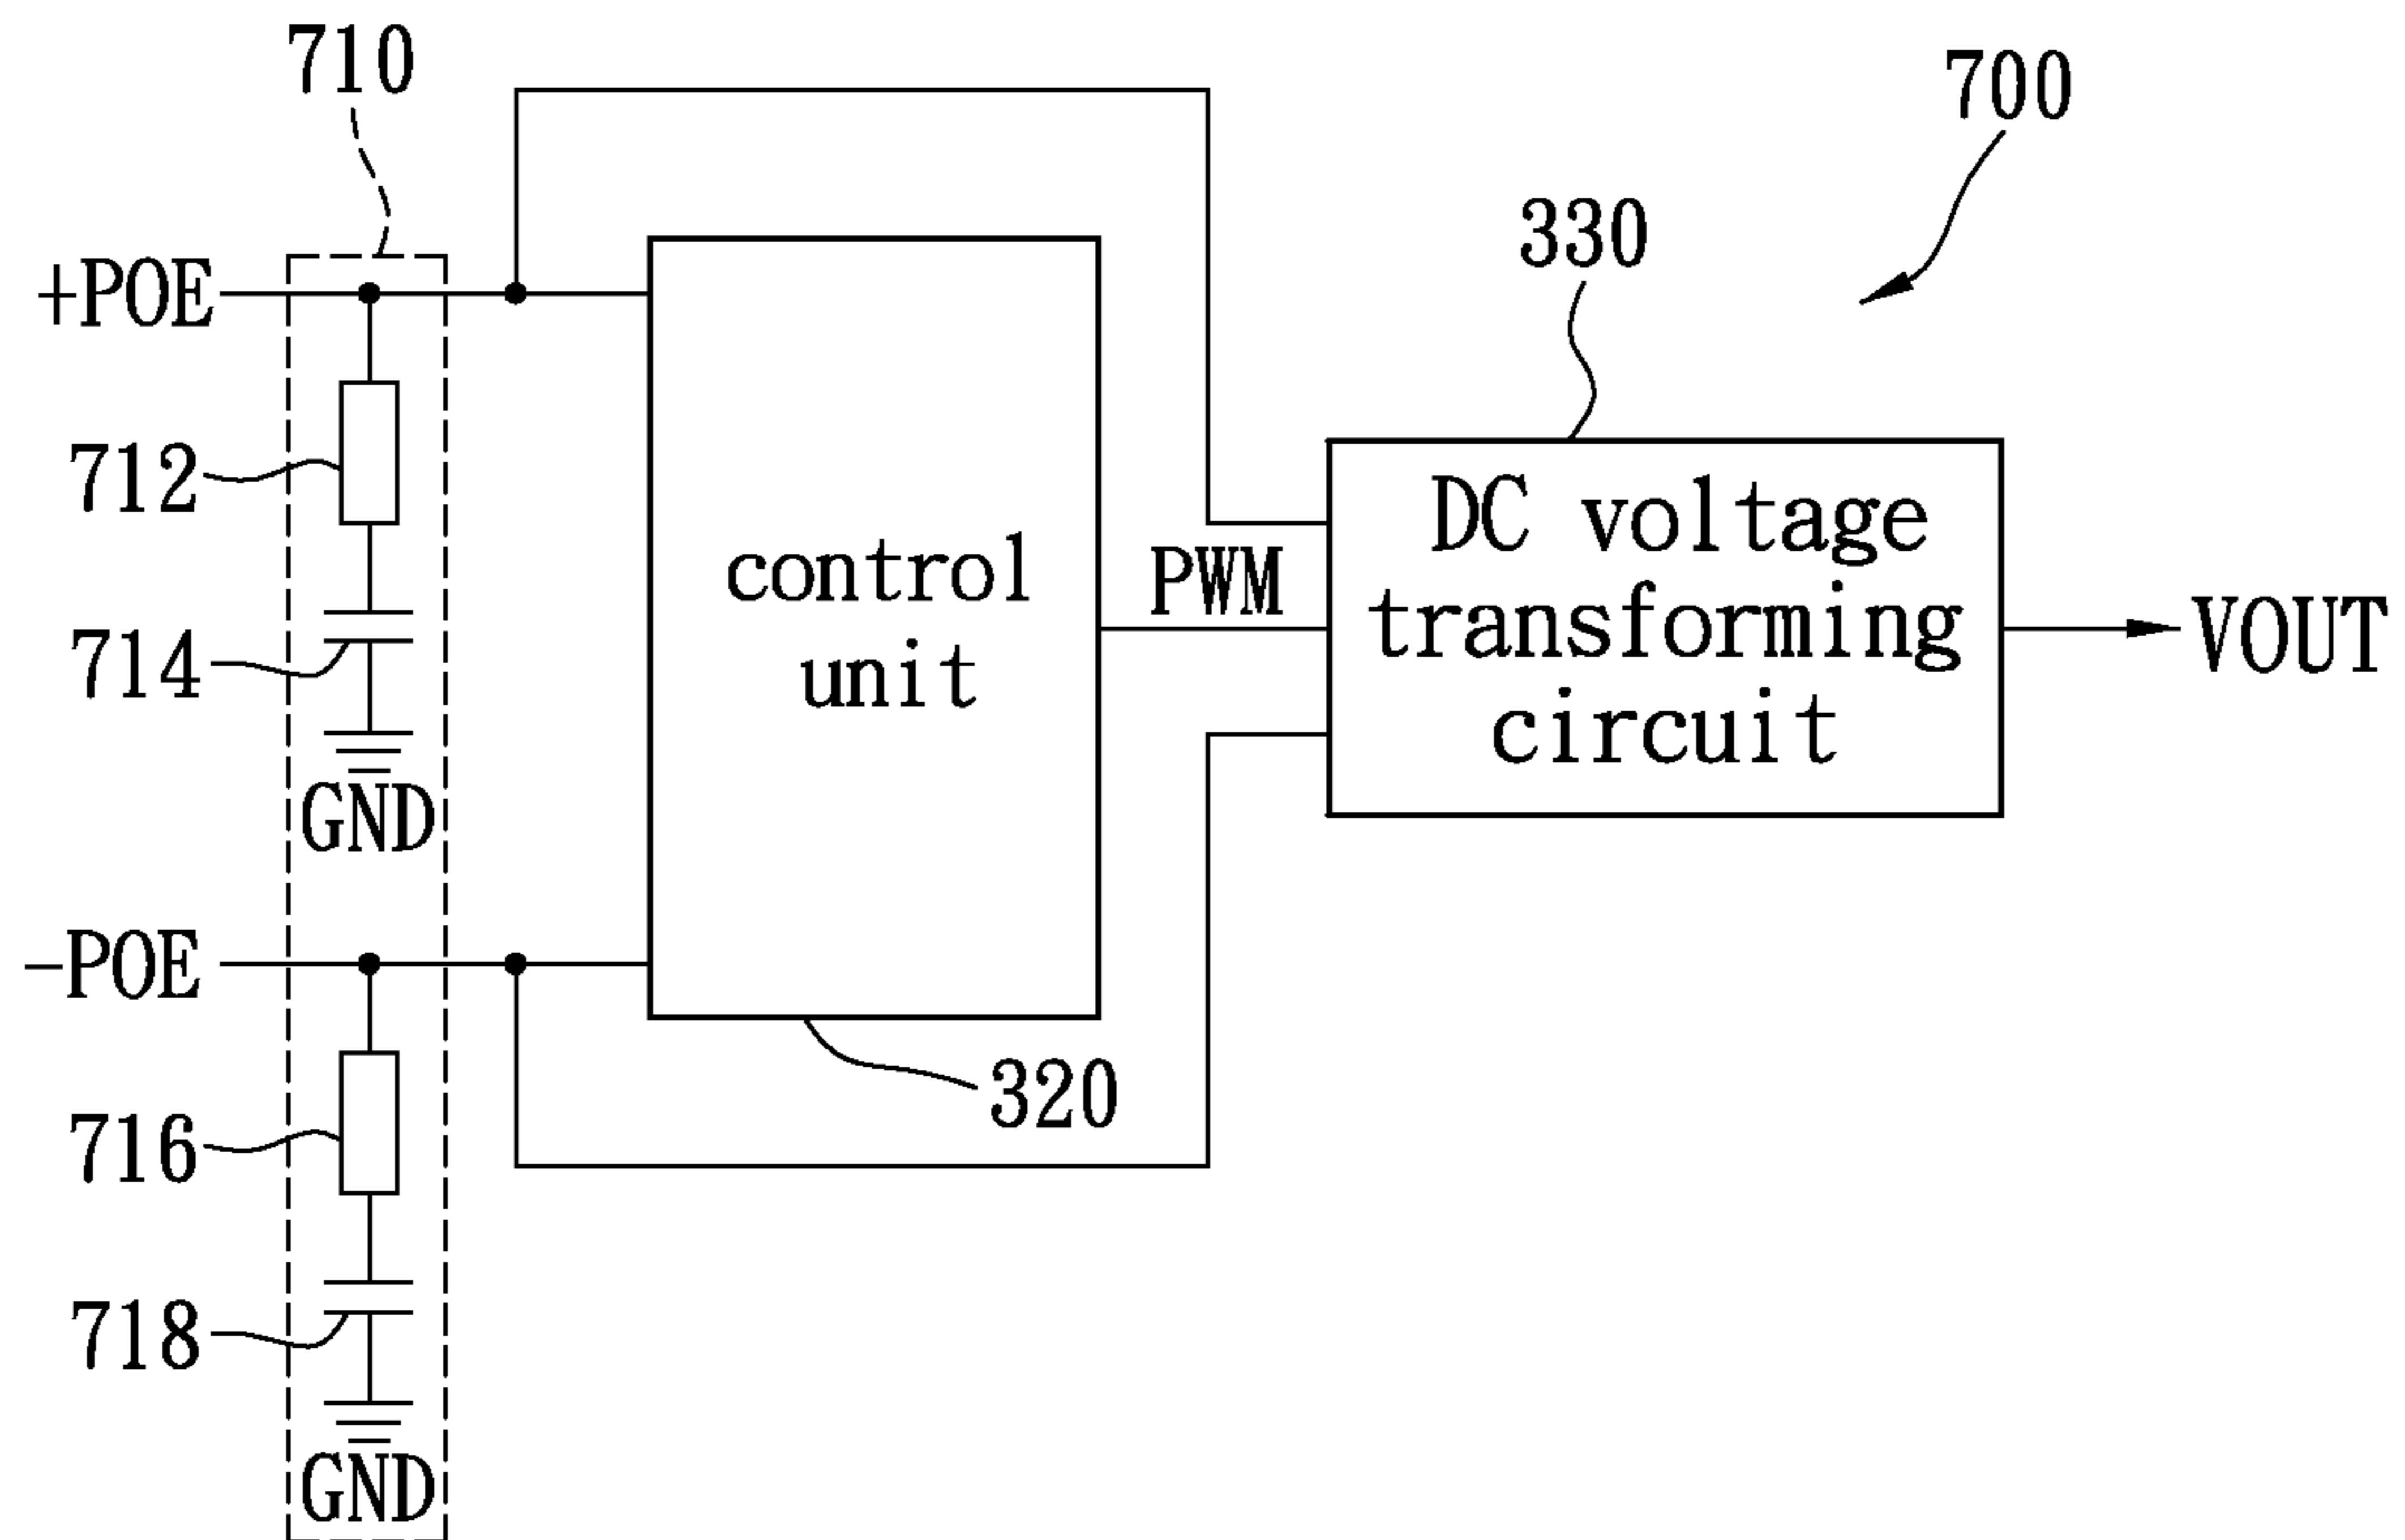 710
700
330
+POE
712
714
GND
control
unit
PWM
DC voltage
transforming
circuit
VOUT
-POE
320
716
718
GND